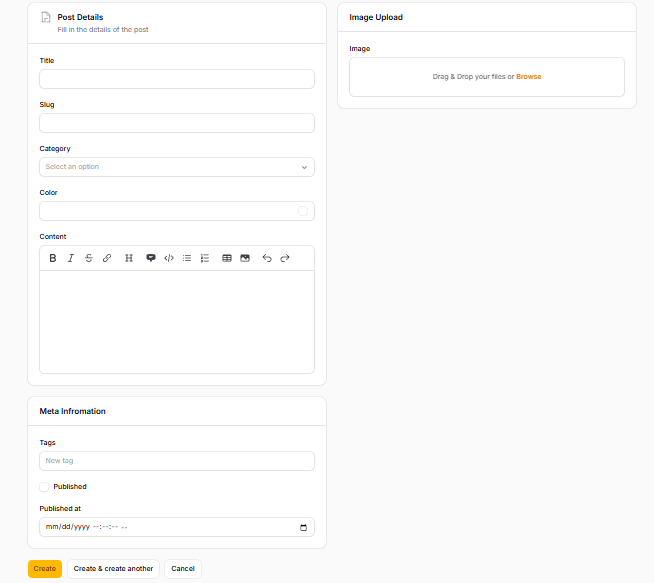 Post Details
Fill in the details of the post
Title
Slug
Category
Select an option
Color
Content
Meta Infromation
Tags
New tag
Published
Published at
mm/dd/yyyy --:--:-- --
Create
Create & create another
Cancel
Image Upload
Image
Drag & Drop your files or Browse